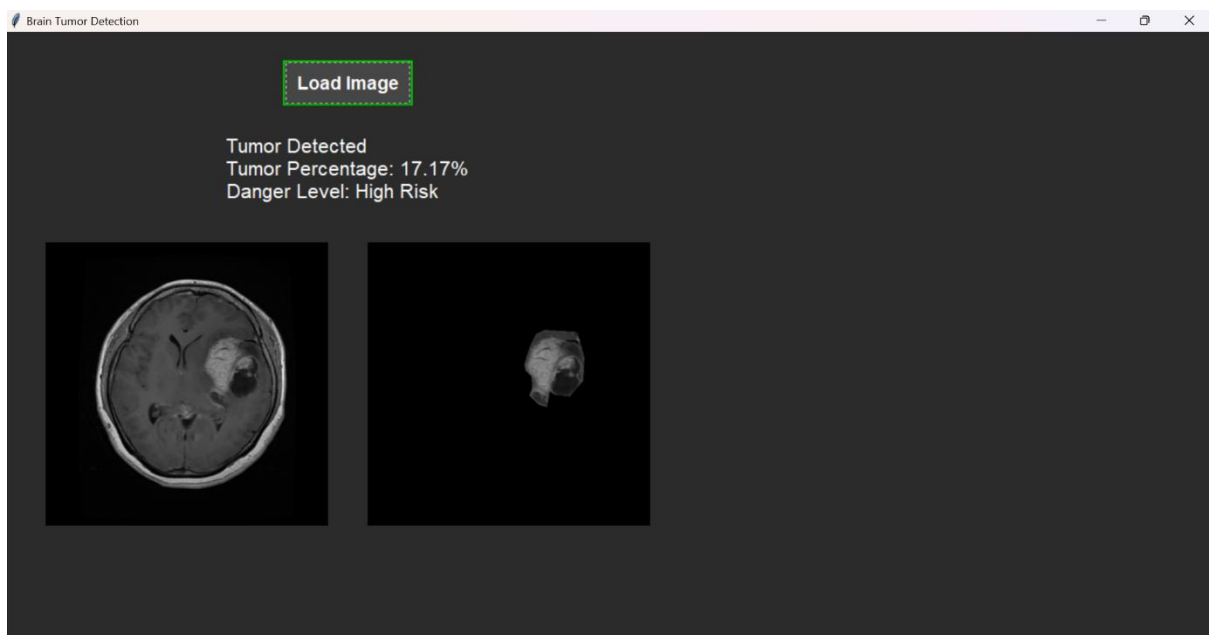 Brain Tumor Detection
Load Image
Tumor Detected
Tumor Percentage: 17.17%
Danger Level: High Risk